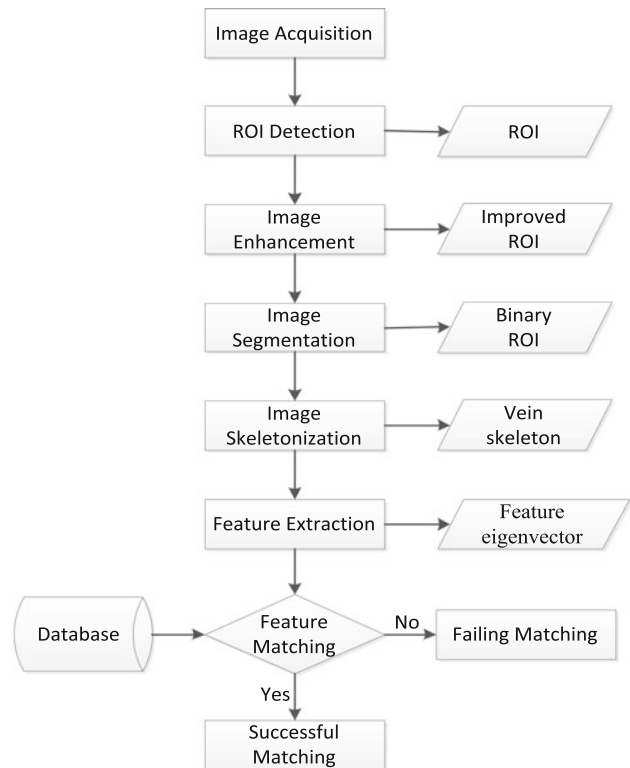 Image Acquisition
ROI Detection
ROI
Image
Enhancement
Improved
ROI
Image
Segmentation
Binary
ROI
Image
Skeletonization
Vein
skeleton
Feature Extraction
Feature
eigenvector
Database
Feature
Matching
No
Failing Matching
Yes
Successful
Matching